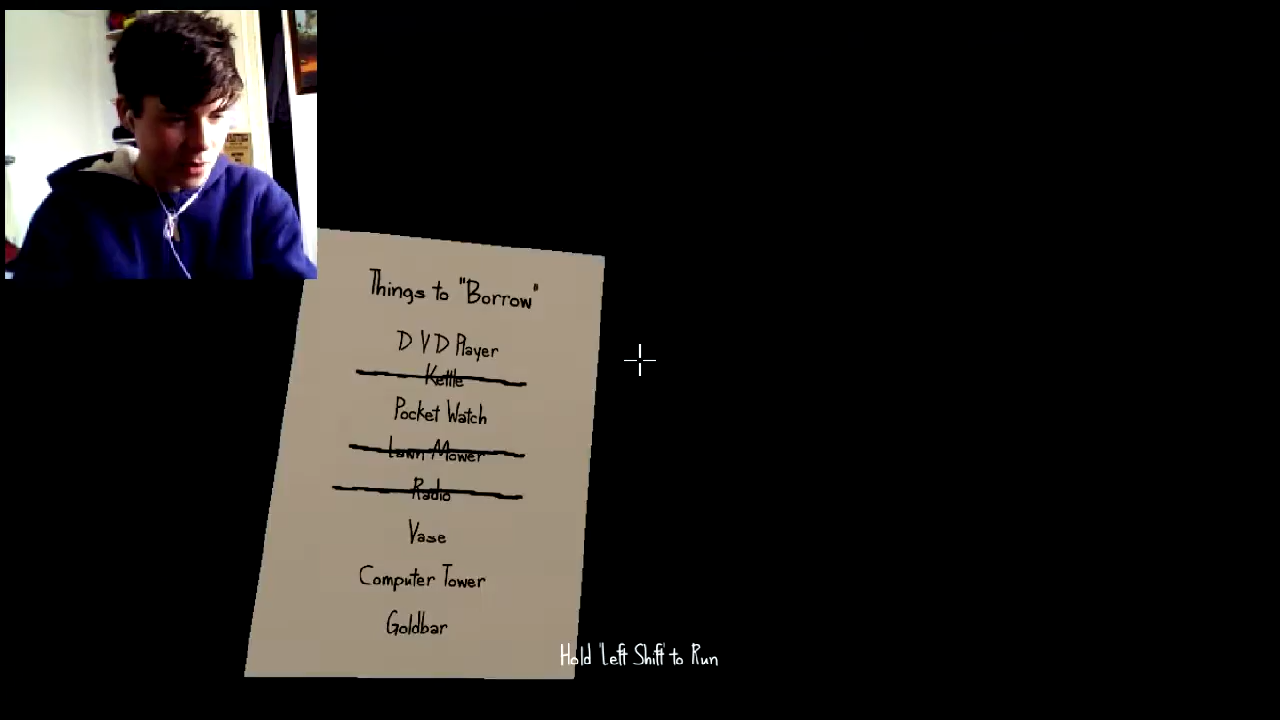 Things to "Borrow"
DVD Player
Kettle
Pocket Watch
Lawn Mower
Radio
Vase
Computer Tower
Goldbar
Hold 'Left Shift' to Run